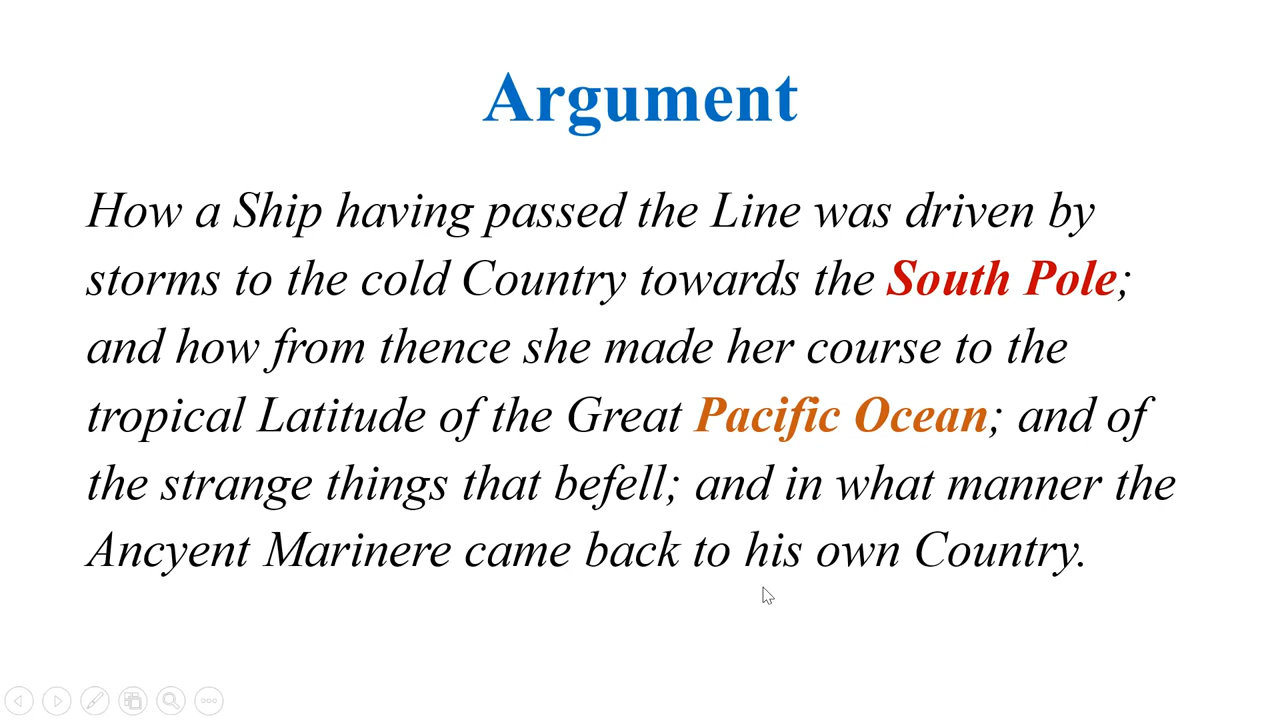 Argument
How a Ship having passed the Line was driven by
storms to the cold Country towards the South Pole;
and how from thence she made her course to the
tropical Latitude of the Great Pacific Ocean; and of
the strange things that befell; and in what manner the
Ancyent Marinere came back to his own Country.